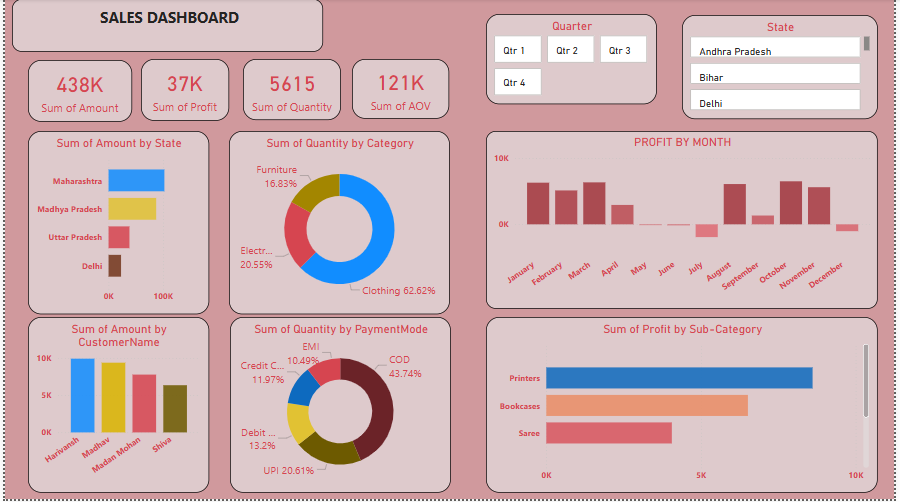 SALES DASHBOARD
438K
Sum of Amount
37K
Sum of Profit
5615
Sum of Quantity
121K
Sum of AOV
Quarter
Qtr 1
Qtr 2
Qtr 3
Qtr 4
State
Andhra Pradesh
Bihar
Delhi
Sum of Amount by State
Maharashtra
Madhya Pradesh
Uttar Pradesh
Delhi
0K
100K
Sum of Quantity by Category
Furniture
16.83%
Electr...
20.55%
Clothing 62.62%
PROFIT BY MONTH
10K
0K
January
February
March
April
May
June
July
August
September
October
November
December
Sum of Amount by
CustomerName
10K
5K
0K
Harivansh
Madhav
Madan Mohan
Shiva
Sum of Quantity by PaymentMode
EMI
10.49%
Credit C...
11.97%
Debit ...
13.2%
UPI 20.61%
COD
43.74%
Sum of Profit by Sub-Category
Printers
Bookcases
Saree
0K
5K
10K